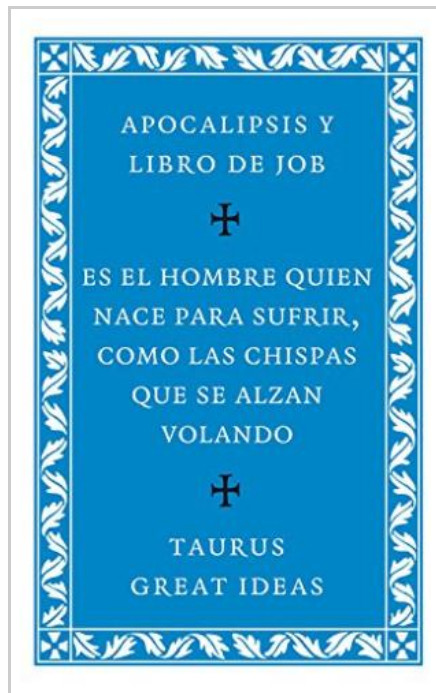 APOCALIPSIS Y
LIBRO DE JOB
ES EL HOMBRE QUIEN
NACE PARA SUFRIR,
COMO LAS CHISPAS
QUE SE ALZAN
VOLANDO
TAURUS
GREAT IDEAS